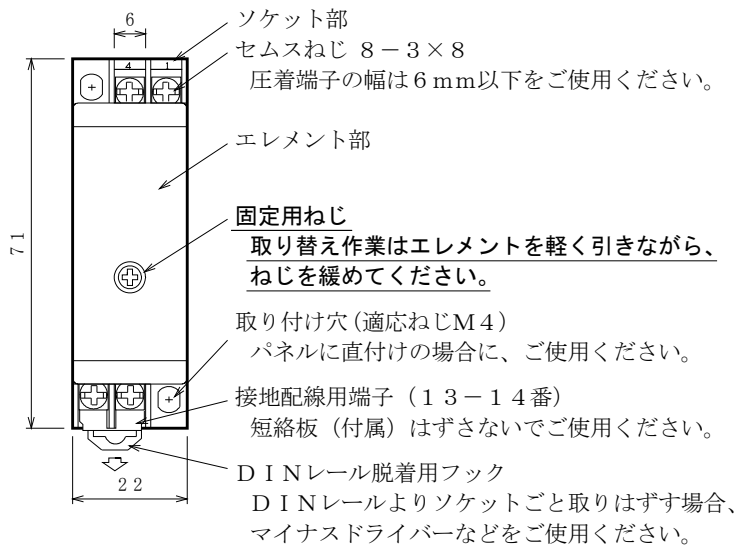 6
ソケット部
セムスねじ ８－３×８
圧着端子の幅は６ｍｍ以下をご使用ください。
4 1
エレメント部
固定用ねじ
取り替え作業はエレメントを軽く引きながら、
ねじを緩めてください。
71
取り付け穴(適応ねじＭ４)
パネルに直付けの場合に、ご使用ください。
接地配線用端子（１３－１４番）
短絡板（付属）はずさないでご使用ください。
ＤＩＮレール脱着用フック
ＤＩＮレールよりソケットごと取りはずす場合、
マイナスドライバーなどをご使用ください。
22